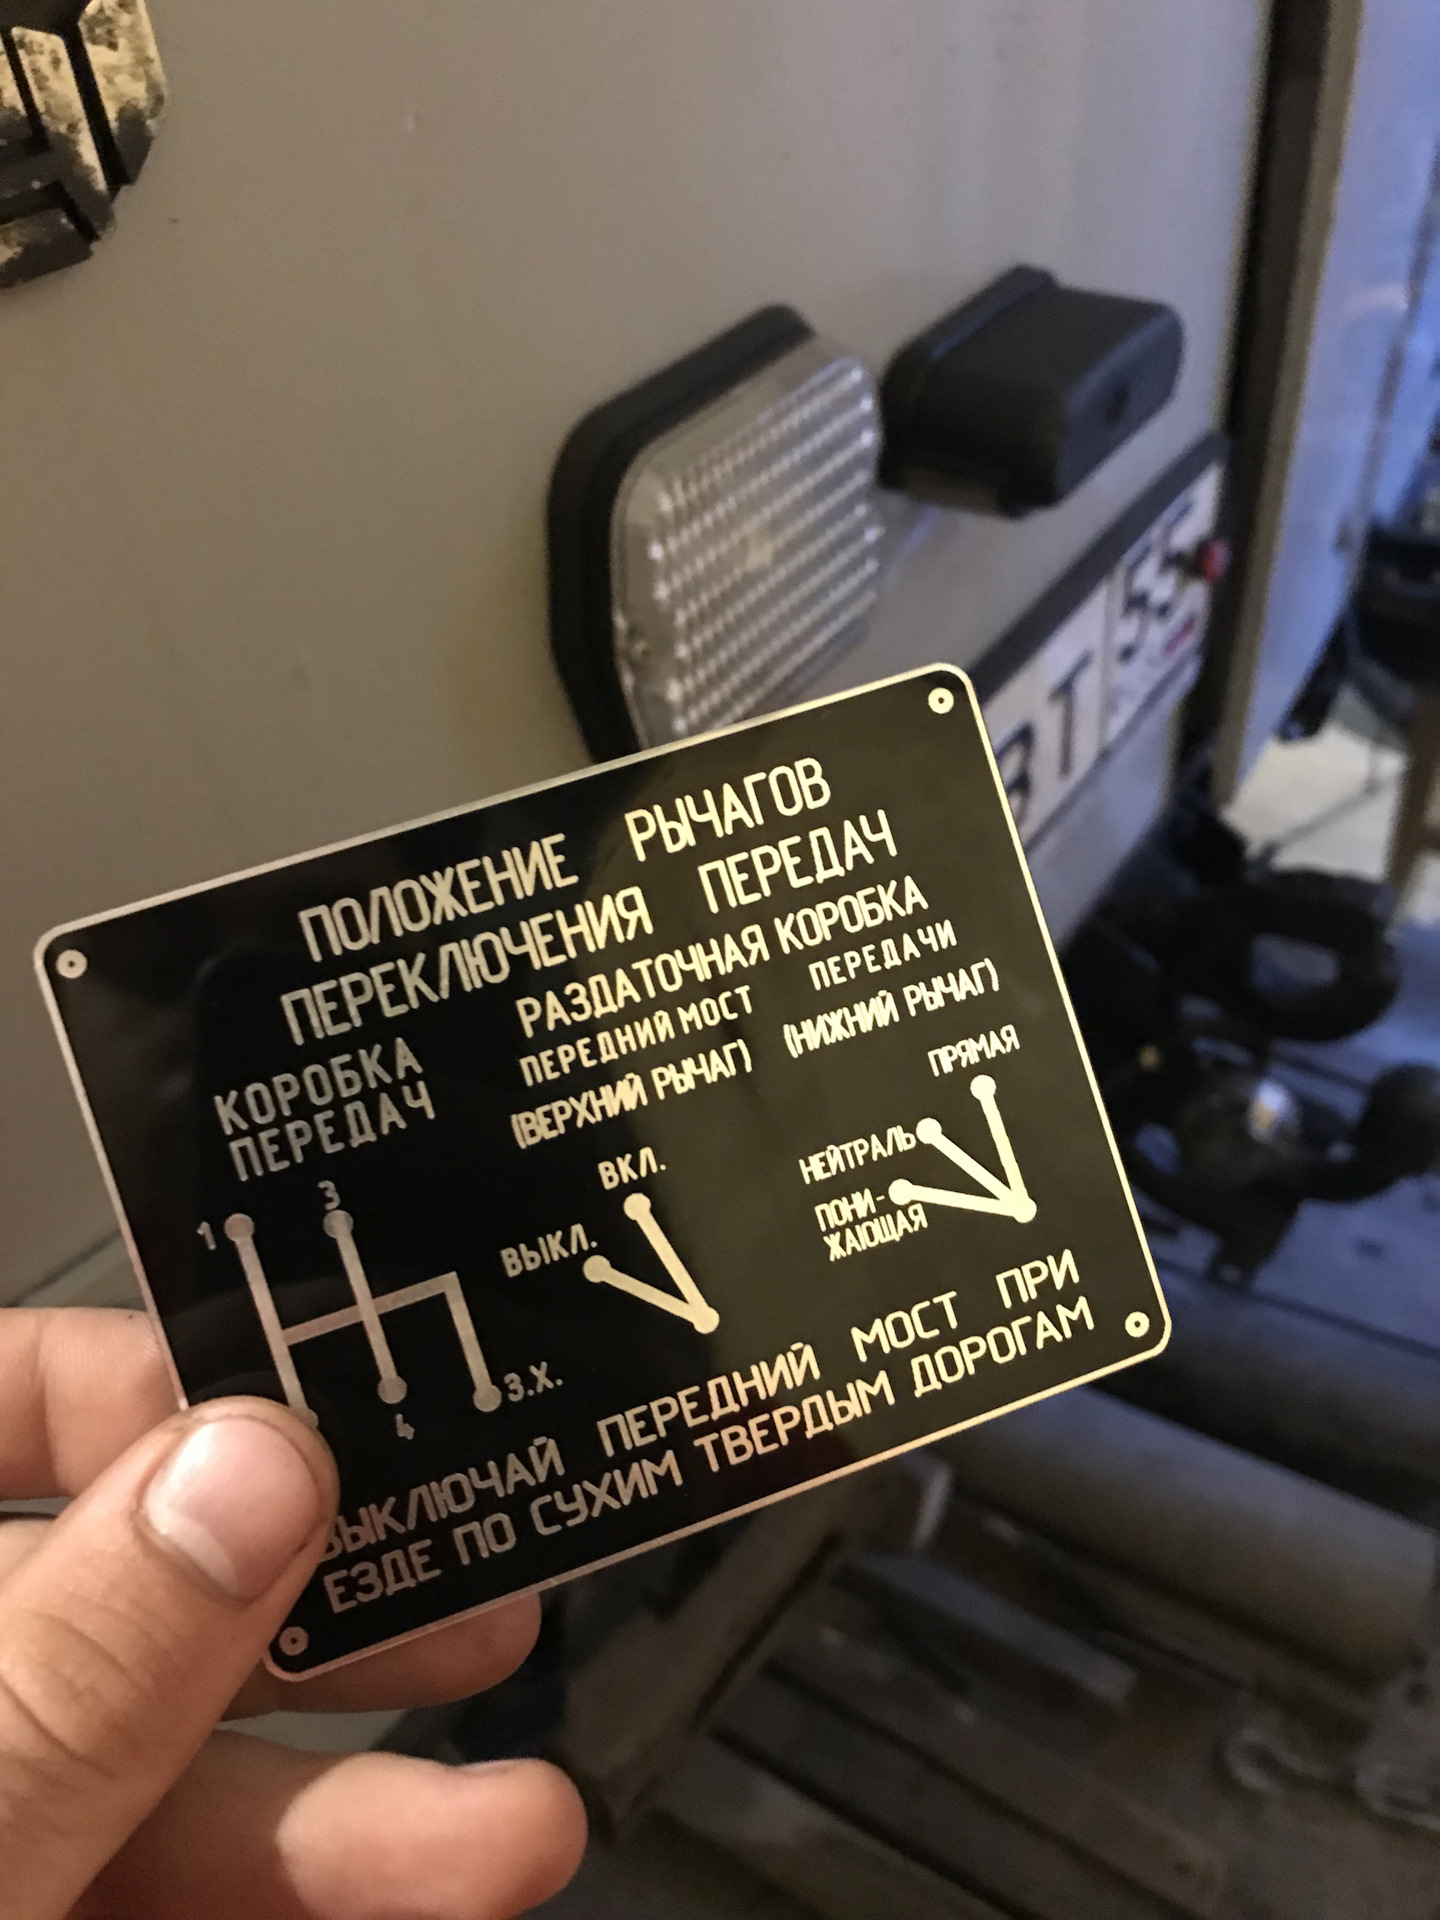 ПОЛОЖЕНИЕ РЫЧАГОВ
ПЕРЕКЛЮЧЕНИЯ ПЕРЕДАЧ
КОРОБКА
ПЕРЕДАЧ
1
3
4
З.Х.
РАЗДАТОЧНАЯ КОРОБКА
ПЕРЕДНИЙ МОСТ
(ВЕРХНИЙ РЫЧАГ)
ВКЛ.
ВЫКЛ.
ПЕРЕДАЧИ
(НИЖНИЙ РЫЧАГ)
ПРЯМАЯ
НЕЙТРАЛЬ
ПОНИ-
ЖАЮЩАЯ
ВЫКЛЮЧАЙ ПЕРЕДНИЙ МОСТ ПРИ
ЕЗДЕ ПО СУХИМ ТВЕРДЫМ ДОРОГАМ
ВТ 55